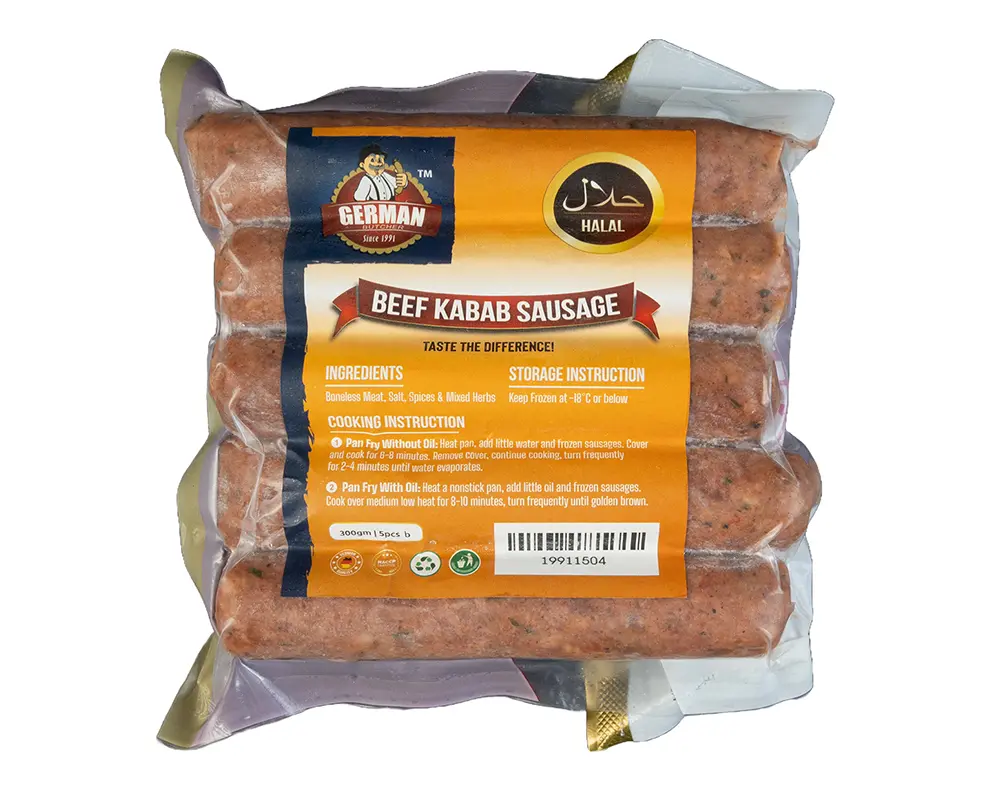 TM
GERMAN
BUTCHER
Since 1991
حلال
HALAL
BEEF KABAB SAUSAGE
TASTE THE DIFFERENCE!
INGREDIENTS
Boneless Meat, Salt, Spices & Mixed Herbs
STORAGE INSTRUCTION
Keep Frozen at -18°C or below
COOKING INSTRUCTION
1 Pan Fry Without Oil: Heat pan, add little water and frozen sausages. Cover
and cook for 6-8 minutes. Remove cover, continue cooking, turn frequently
for 2-4 minutes until water evaporates.
2 Pan Fry With Oil: Heat a nonstick pan, add little oil and frozen sausages.
Cook over medium low heat for 8-10 minutes, turn frequently until golden brown.
300gm | 5pcs b
HACCP
19911504